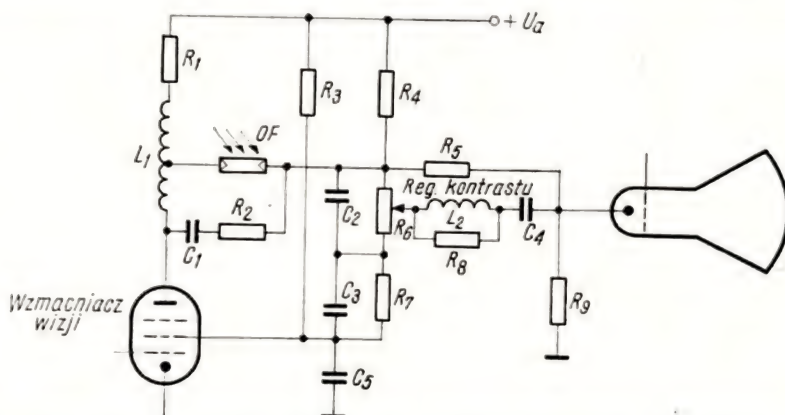 + Ua
R1
R3
R4
OF
L1
R5
Reg. kontrastu
C2
R6
L2
C4
R2
C1
R8
C3
R7
R9
Wzmacniacz
wizji
C5